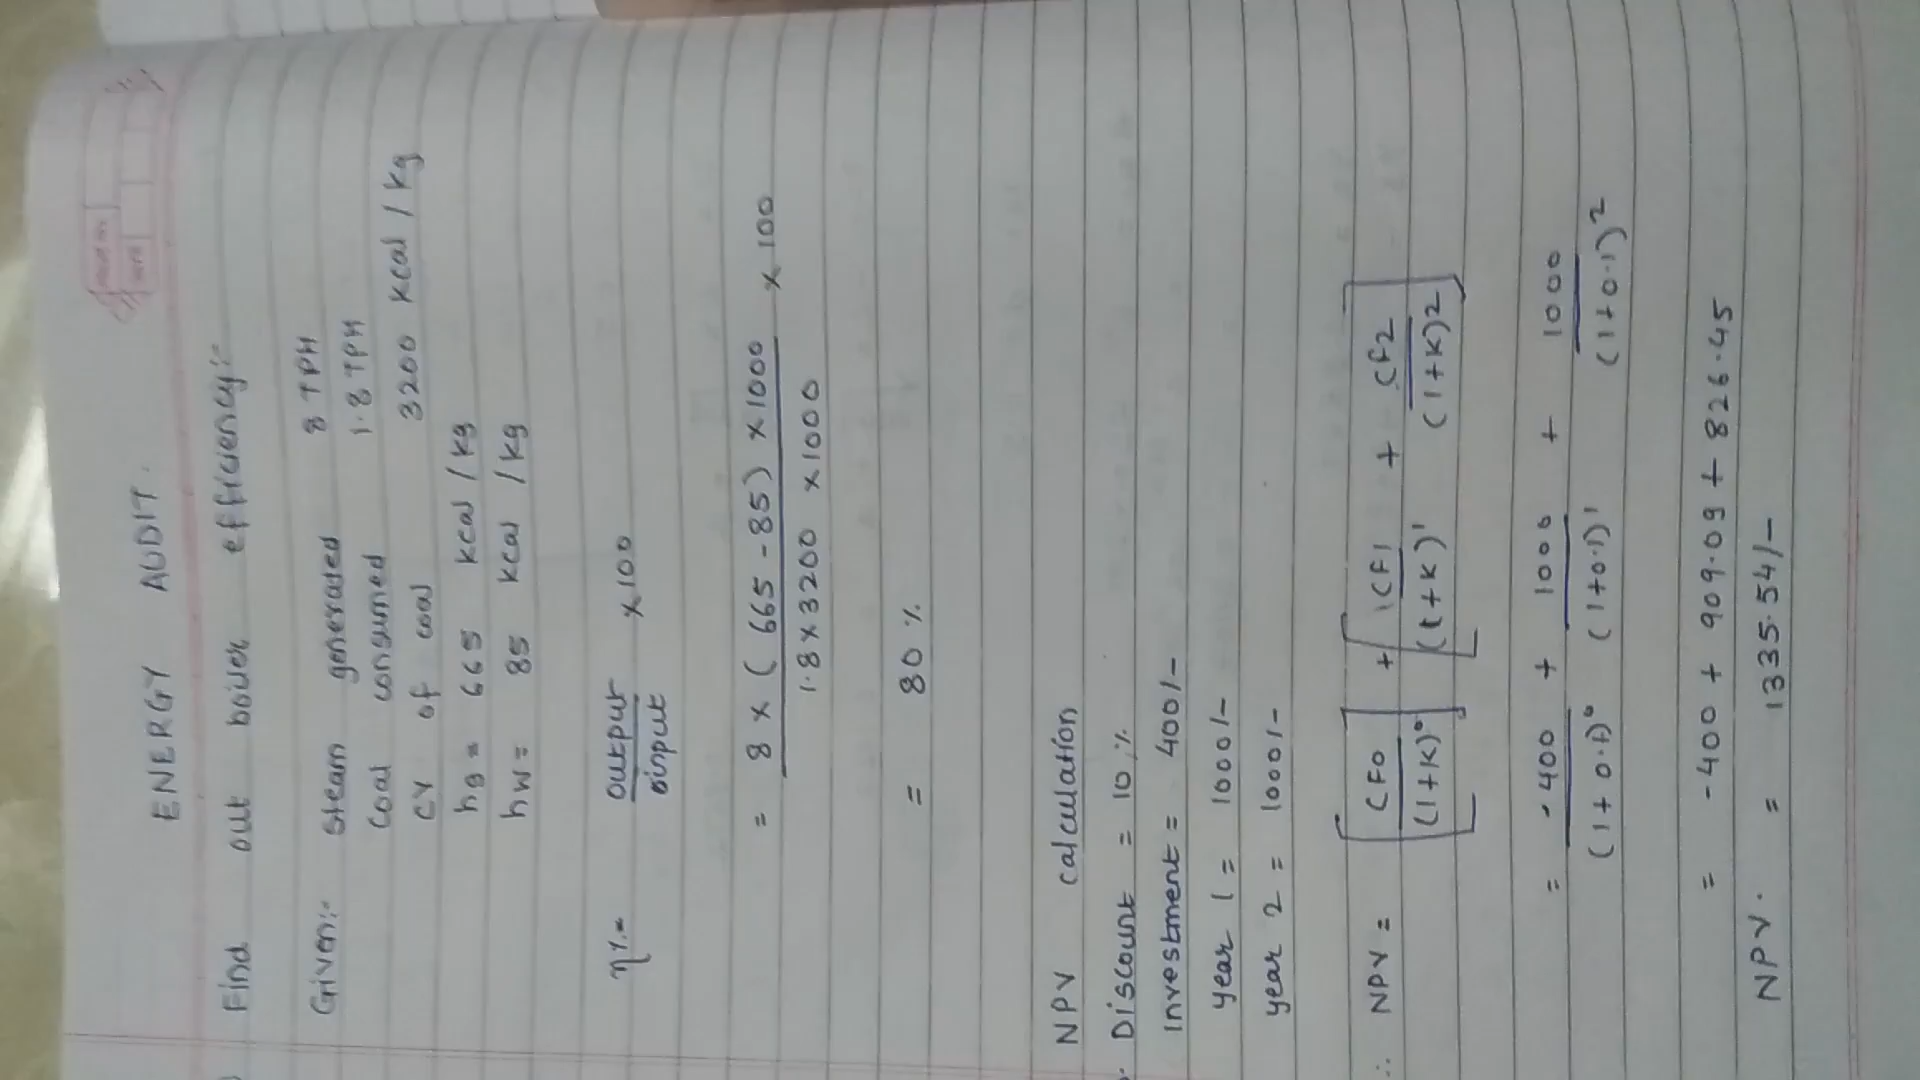 ENERGY AUDIT.
Find out boiler efficiency:-
Given:- steam generated 8 TPH
coal consumed 1.8 TPH
cv of coal 3200 kcal / kg
hg = 665 kcal / kg
hw = 85 kcal / kg
η% = output / input × 100
= 8 × ( 665 - 85 ) × 1000 / 1.8 × 3200 × 1000 × 100
= 80 %
NPV calculation
Discount = 10 %
Investment = 400/-
year 1 = 1000/-
year 2 = 1000/-
∴ NPV = [ CF0 / (1+K)⁰ ] + [ CF1 / (1+K)¹ + CF2 / (1+K)2 ]
= -400 / (1+0.1)⁰ + 1000 / (1+0.1)¹ + 1000 / (1+0.1)²
= -400 + 909.09 + 826.45
NPV. = 1335.54/-